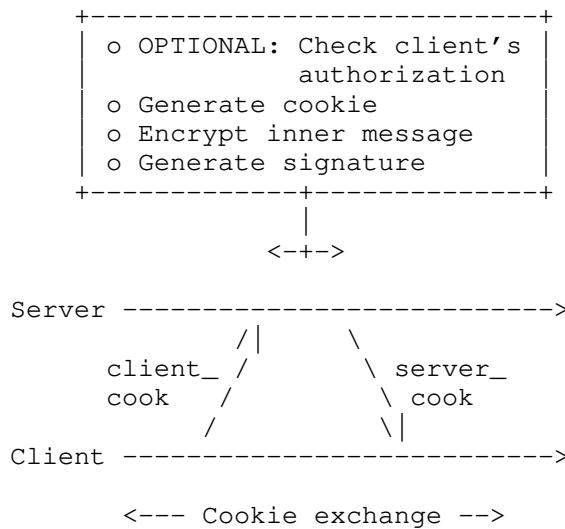 o OPTIONAL: Check client's
authorization
o Generate cookie
o Encrypt inner message
o Generate signature
Server
client_ server_
cook cook
Client
<--- Cookie exchange -->